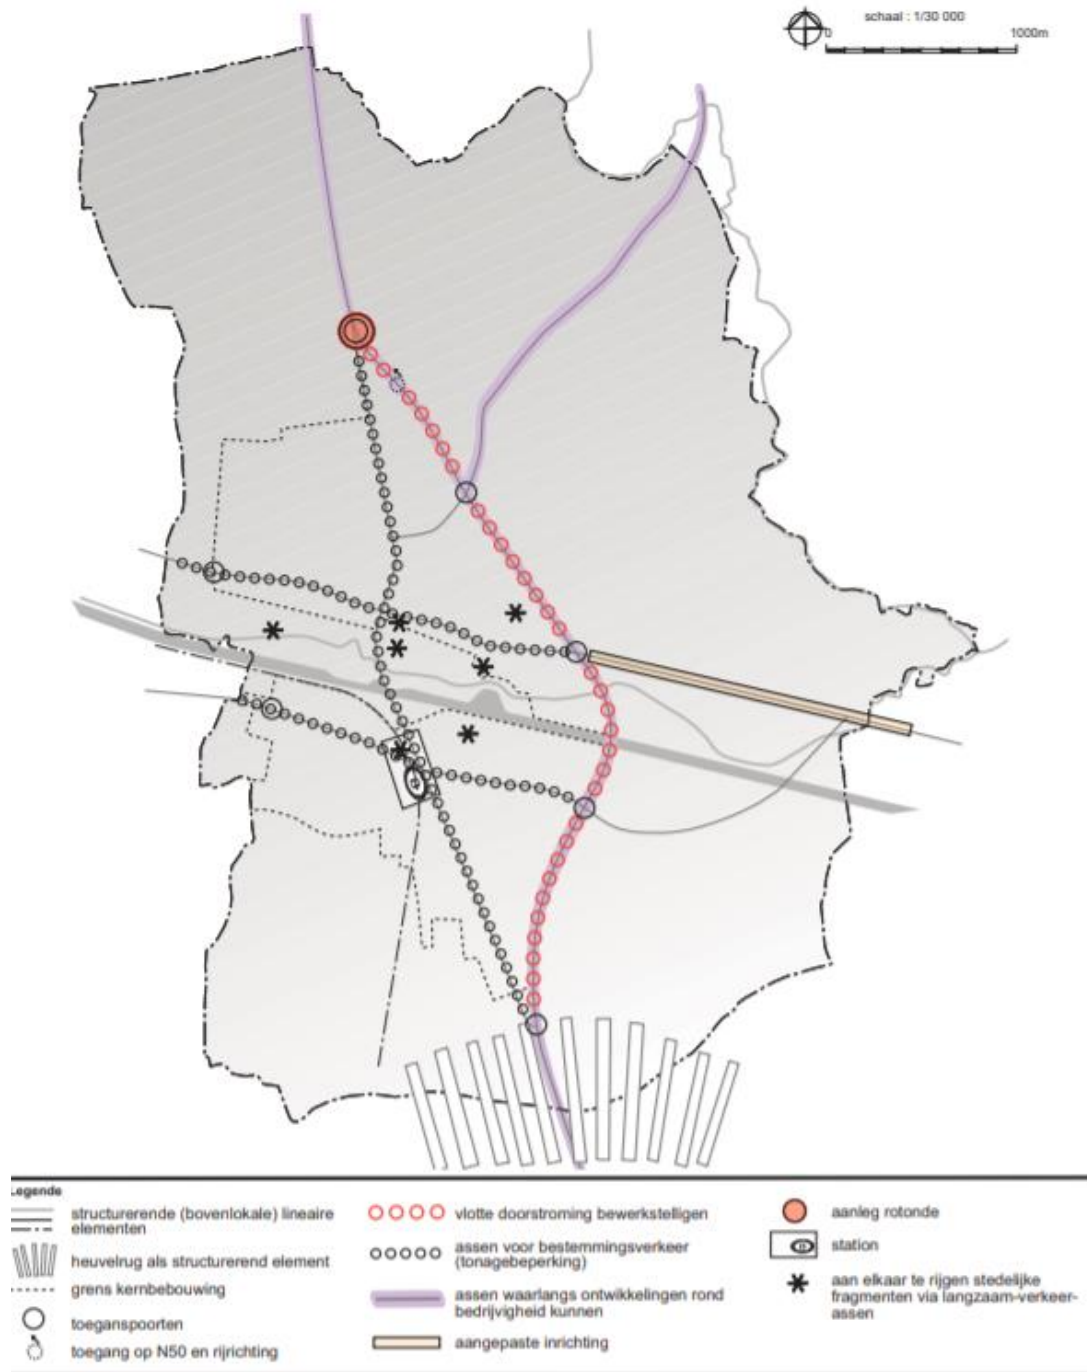 schaal : 1/30 000
0 1000m
Legende
structurerende (bovenlokale) lineaire
elementen
heuvelrug als structurerend element
grens kernbebouwing
toeganspoorten
toegang op N50 en rijrichting
vlotte doorstroming bewerkstelligen
assen voor bestemmingsverkeer
(tonagebeperking)
assen waarlangs ontwikkelingen rond
bedrijvigheid kunnen
aangepaste inrichting
aanleg rotonde
station
aan elkaar te rijgen stedelijke
fragmenten via langzaam-verkeer-
assen